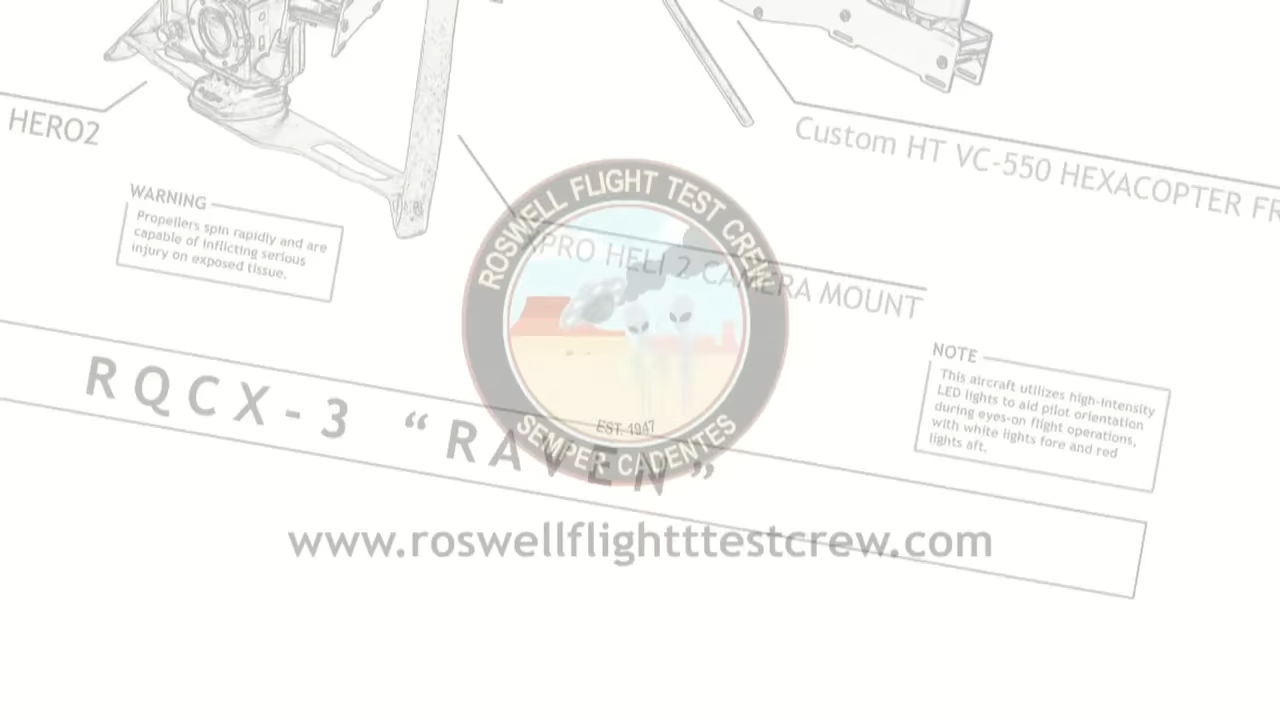 HERO2
Custom HT VC-550 HEXACOPTER
WARNING
Propellers spin rapidly and are
capable of inflicting serious
injury on exposed tissue.
ROSWELL FLIGHT TEST CREW
PRO HELI 2 CAMERA MOUNT
NOTE
This aircraft utilizes high-intensity
LED lights to aid pilot orientation
during eyes-on flight operations,
with white lights fore and red
lights aft.
RQCX-3 “RAVEN”
EST. 1947
SEMPER CADENTES
www.roswellflightttestcrew.com